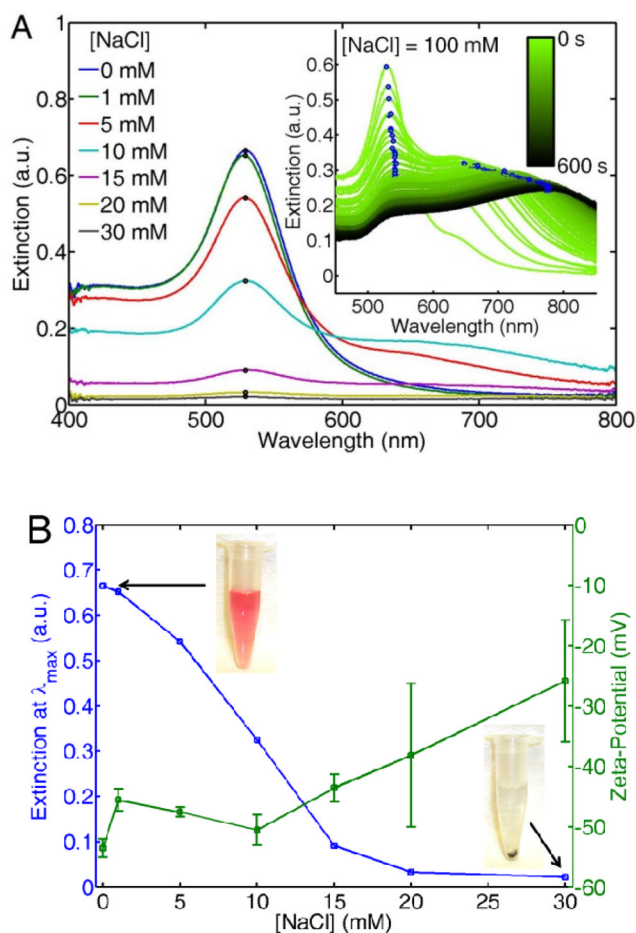 A
1
0.8
0.6
0.4
0.2
0
Extinction (a.u.)
[NaCl]
0 mM
1 mM
5 mM
10 mM
15 mM
20 mM
30 mM
400
500
600
700
800
Wavelength (nm)
[NaCl] = 100 mM
0 s
600 s
0.6
0.5
0.4
0.3
0.2
0.1
0
Extinction (a.u.)
500
600
700
800
Wavelength (nm)
B
0.8
0.7
0.6
0.5
0.4
0.3
0.2
0.1
0
Extinction at λmax (a.u.)
0
-10
-20
-30
-40
-50
-60
Zeta-Potential (mV)
0
5
10
15
20
25
30
[NaCl] (mM)